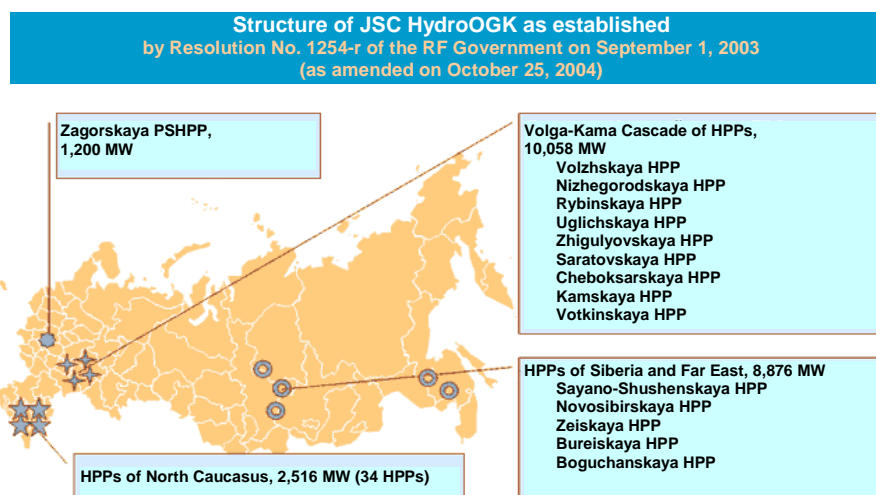 Structure of JSC HydroOGK as established
by Resolution No. 1254-r of the RF Government on September 1, 2003
(as amended on October 25, 2004)
Zagorskaya PSHPP,
1,200 MW
Volga-Kama Cascade of HPPs,
10,058 MW
Volzhskaya HPP
Nizhegorodskaya HPP
Rybinskaya HPP
Uglichskaya HPP
Zhigulyovskaya HPP
Saratovskaya HPP
Cheboksarskaya HPP
Kamskaya HPP
Votkinskaya HPP
HPPs of Siberia and Far East, 8,876 MW
Sayano-Shushenskaya HPP
Novosibirskaya HPP
Zeiskaya HPP
Bureiskaya HPP
Boguchanskaya HPP
HPPs of North Caucasus, 2,516 MW (34 HPPs)